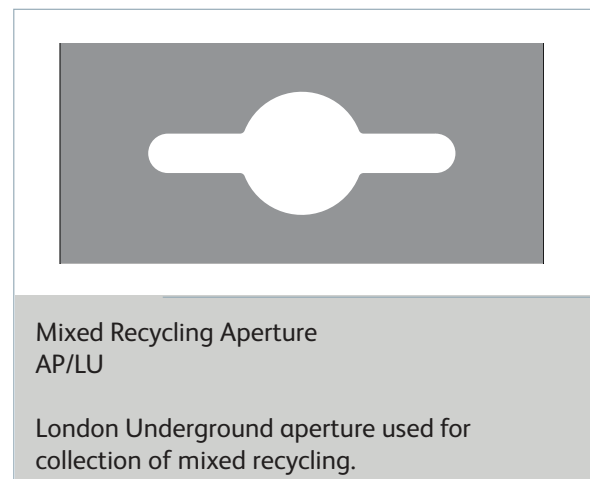 Mixed Recycling Aperture
AP/LU
London Underground aperture used for
collection of mixed recycling.